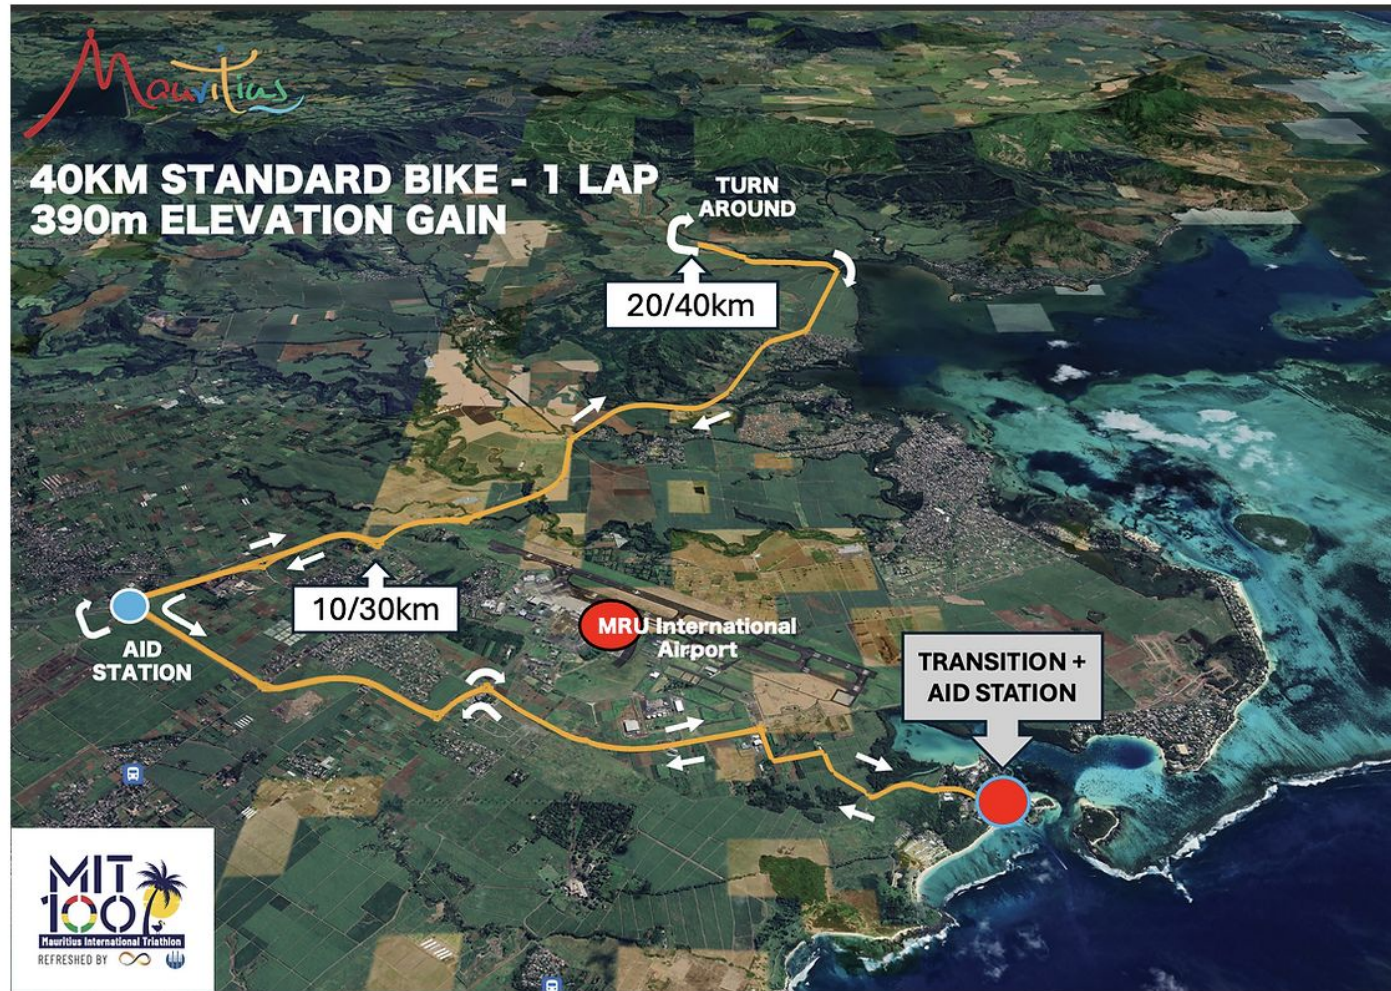 Mauritius
40KM STANDARD BIKE - 1 LAP
390m ELEVATION GAIN
TURN
AROUND
20/40km
10/30km
AID
STATION
MRU International
Airport
TRANSITION +
AID STATION
MIT
100
Mauritius International Triathlon
REFRESHED BY